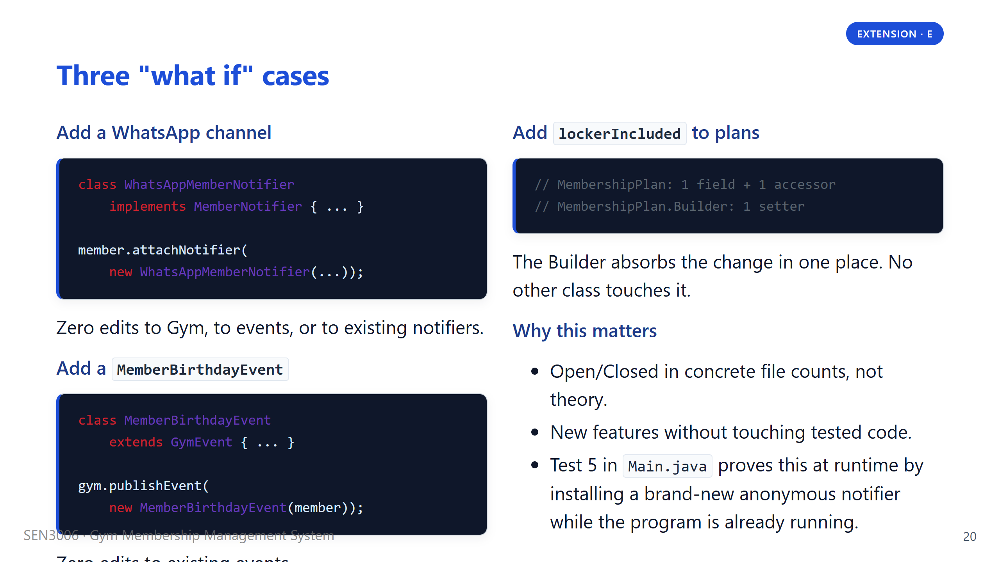 EXTENSION · E
Three "what if" cases
Add a WhatsApp channel
class WhatsAppMemberNotifier
    implements MemberNotifier { ... }
member.attachNotifier(
    new WhatsAppMemberNotifier(...));
Zero edits to Gym, to events, or to existing notifiers.
Add a MemberBirthdayEvent
class MemberBirthdayEvent
    extends GymEvent { ... }
gym.publishEvent(
    new MemberBirthdayEvent(member));
Zero edits to existing events
Add lockerIncluded to plans
// MembershipPlan: 1 field + 1 accessor
// MembershipPlan.Builder: 1 setter
The Builder absorbs the change in one place. No
other class touches it.
Why this matters
• Open/Closed in concrete file counts, not
theory.
• New features without touching tested code.
• Test 5 in Main.java proves this at runtime by
installing a brand-new anonymous notifier
while the program is already running.
SEN3006 · Gym Membership Management System
20